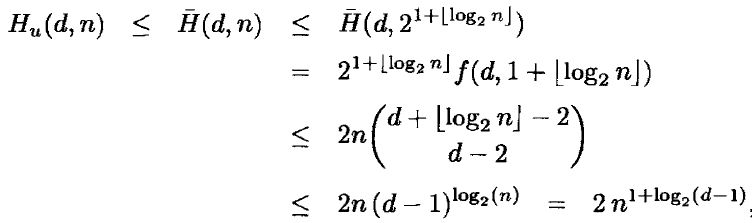 H_u(d, n) ≤ H̄(d, n) ≤ H̄(d, 2^{1+⌊log_2 n⌋})
= 2^{1+⌊log_2 n⌋} f(d, 1 + ⌊log_2 n⌋)
≤ 2n \binom{d + ⌊log_2 n⌋ − 2}{d − 2}
≤ 2n (d − 1)^{log_2(n)} = 2 n^{1+log_2(d−1)}.